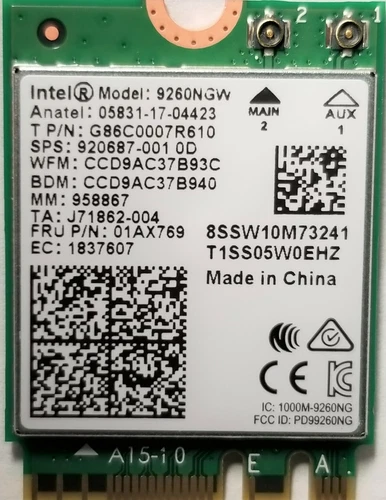 2
1
Intel® Model: 9260NGW
Anatel: 05831-17-04423
T P/N: G86C0007R610
SPS: 920687-001 0D
WFM: CCD9AC37B93C
BDM: CCD9AC37B940
MM: 958867
TA: J71862-004
FRU P/N: 01AX769
EC: 1837607
MAIN
2
AUX
1
8SSW10M73241
T1SS05W0EHZ
Made in China
CE
IC: 1000M-9260NG
FCC ID: PD99260NG
A15-10
E
A